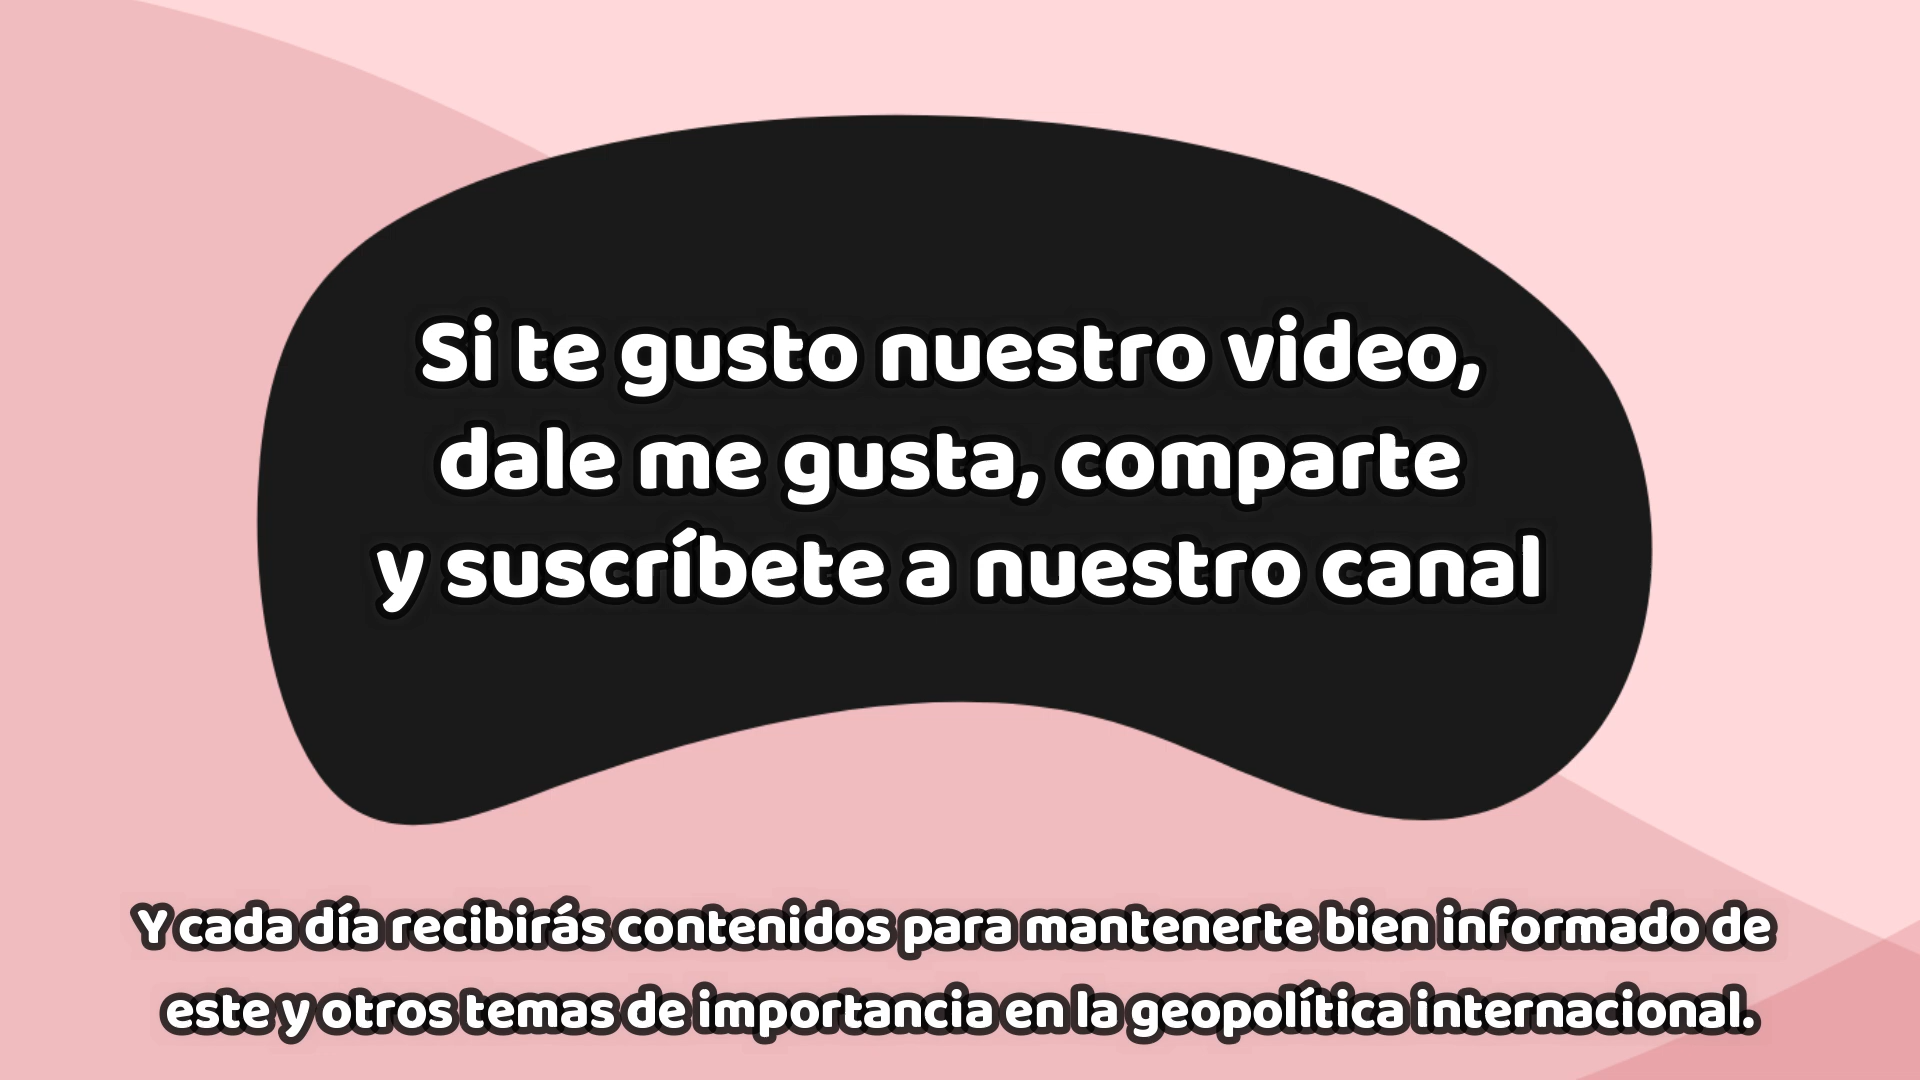 Si te gusto nuestro video,
dale me gusta, comparte
y suscríbete a nuestro canal
Y cada día recibirás contenidos para mantenerte bien informado de
este y otros temas de importancia en la geopolítica internacional.